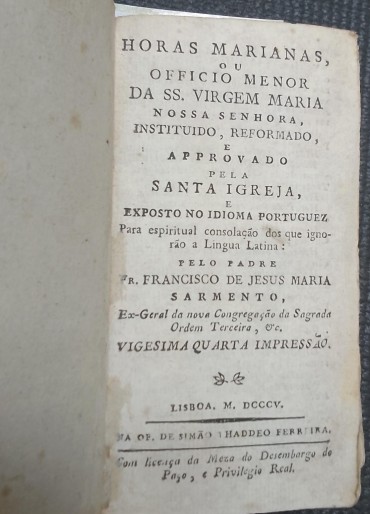 HORAS MARIANAS,
OU
OFFICIO MENOR
DA SS. VIRGEM MARIA
NOSSA SENHORA,
INSTITUIDO, REFORMADO,
E
APPROVADO
PELA
SANTA IGREJA,
E
EXPOSTO NO IDIOMA PORTUGUEZ
Para espiritual consolação dos que igno-
rão a Lingua Latina:
PELO PADRE
FR. FRANCISCO DE JESUS MARIA
SARMENTO,
Ex-Geral da nova Congregação da Sagrada
Ordem Terceira, &c.
VIGESIMA QUARTA IMPRESSÃO.
LISBOA. M. DCCCV.
NA OF. DE SIMÃO THADDEO FERREIRA.
Com licença da Meza do Desembargo do
Paço, e Privilegio Real.